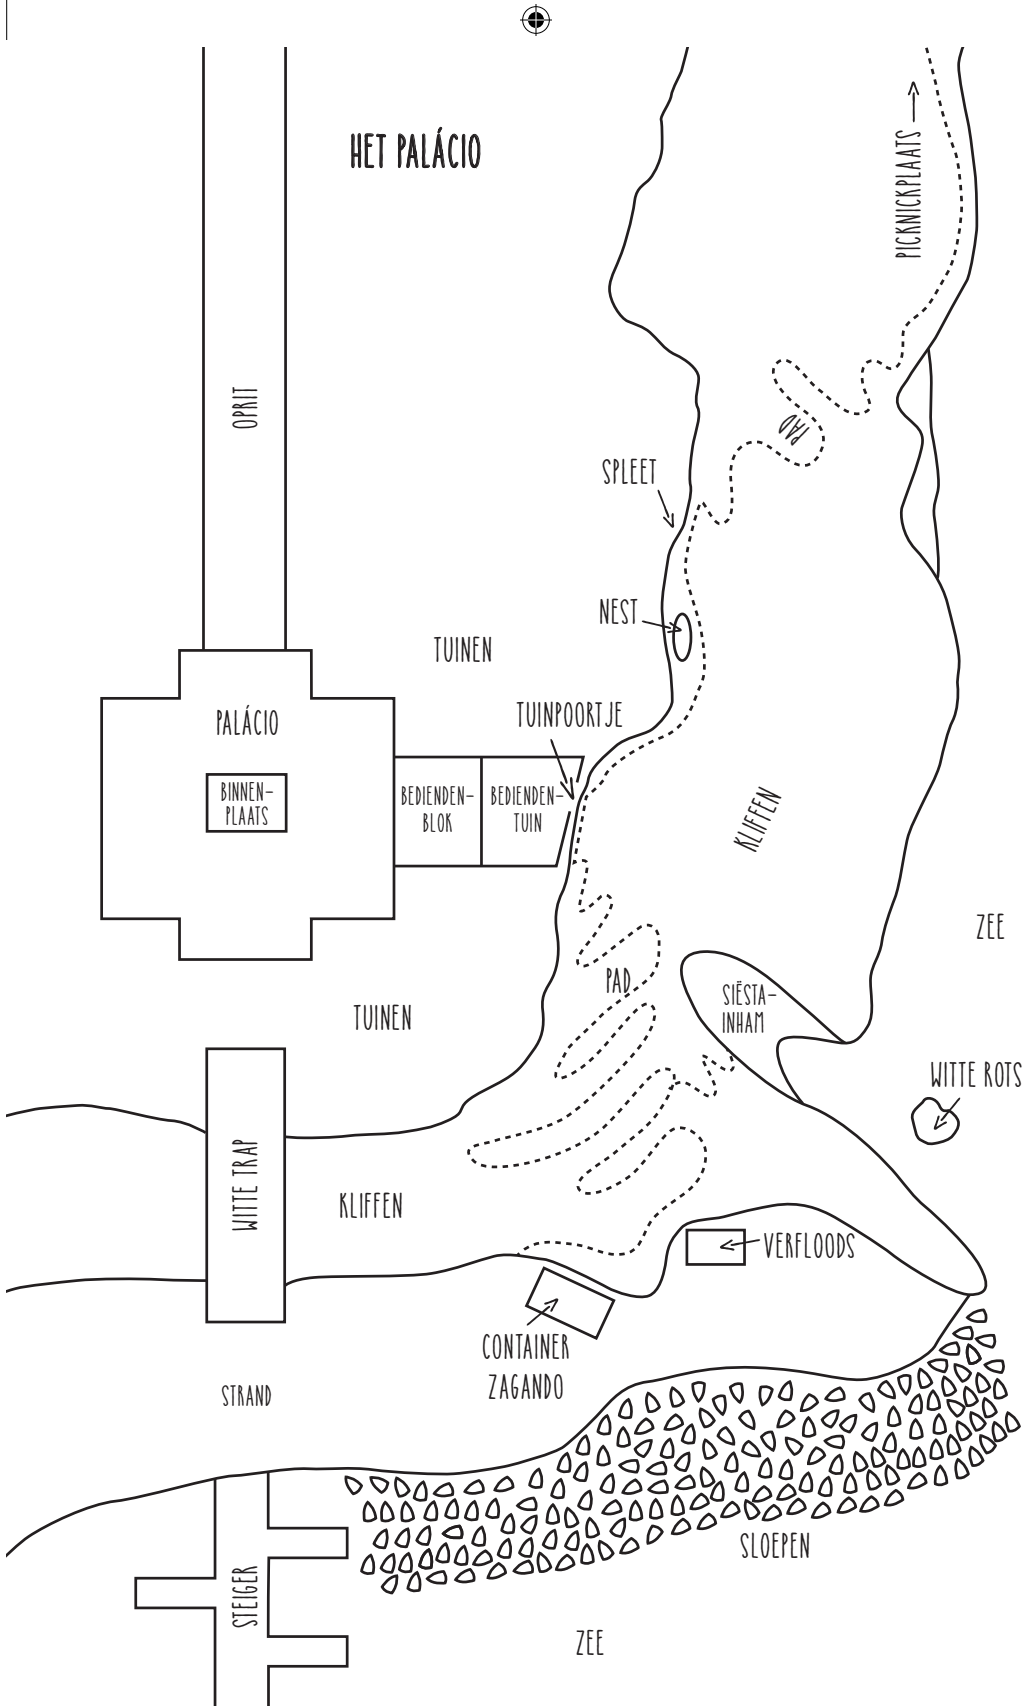 HET PALÁCIO
PICKNICKPLAATS
OPRIT
PAD
SPLEET
NEST
TUINEN
TUINPOORTJE
PALÁCIO
BINNEN-
PLAATS
BEDIENDEN-
BLOK
BEDIENDEN-
TUIN
KLIFFEN
ZEE
PAD
SIËSTA-
INHAM
TUINEN
WITTE ROTS
WITTE TRAP
KLIFFEN
VERFLOODS
CONTAINER
ZAGANDO
STRAND
SLOEPEN
STEIGER
ZEE